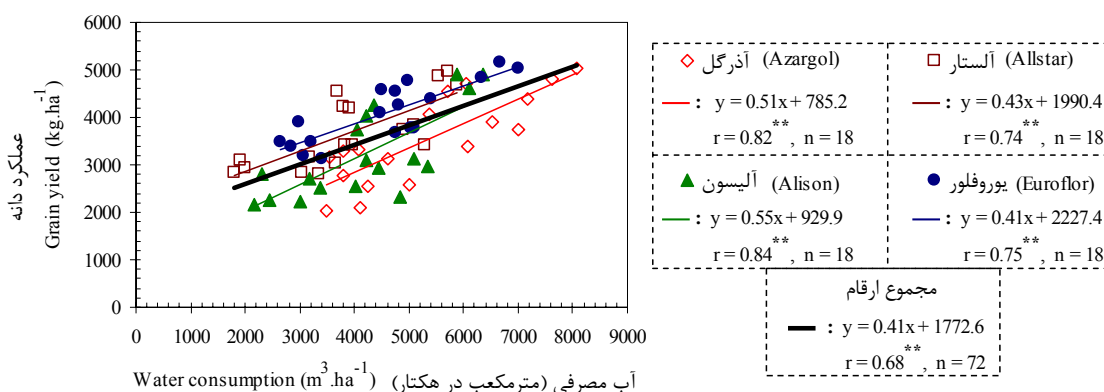 6000
5000
4000
3000
2000
1000
0
عملکرد دانه
Grain yield (kg.ha⁻¹)
0 1000 2000 3000 4000 5000 6000 7000 8000 9000
Water consumption (m³.ha⁻¹) آب مصرفی (مترمکعب در هکتار)
آذرگل (Azargol)
: y = 0.51x + 785.2
r = 0.82**, n = 18
آلستار (Allstar)
: y = 0.43x + 1990.4
r = 0.74**, n = 18
آلیسون (Alison)
: y = 0.55x + 929.9
r = 0.84**, n = 18
یوروفلور (Euroflor)
: y = 0.41x + 2227.4
r = 0.75**, n = 18
مجموع ارقام
: y = 0.41x + 1772.6
r = 0.68**, n = 72